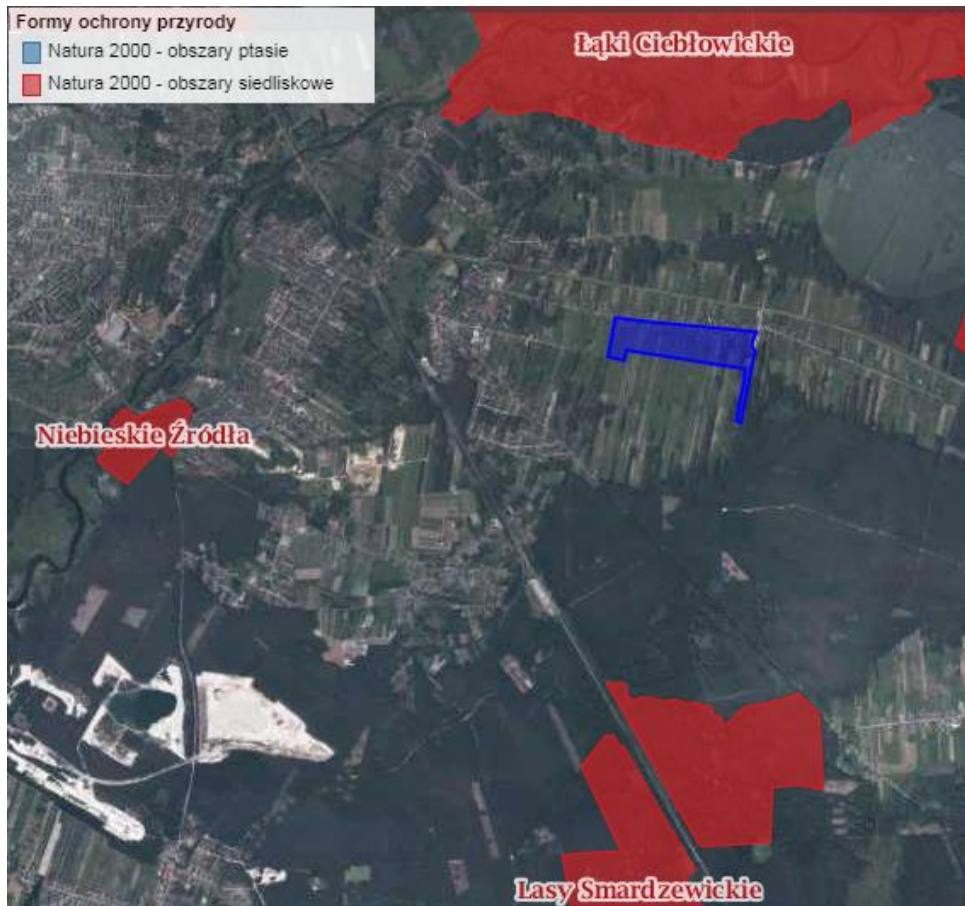 Formy ochrony przyrody
Natura 2000 - obszary ptasie
Natura 2000 - obszary siedliskowe
Łąki Ciebłowickie
Niebieskie Źródła
Lasy Smardzewickie